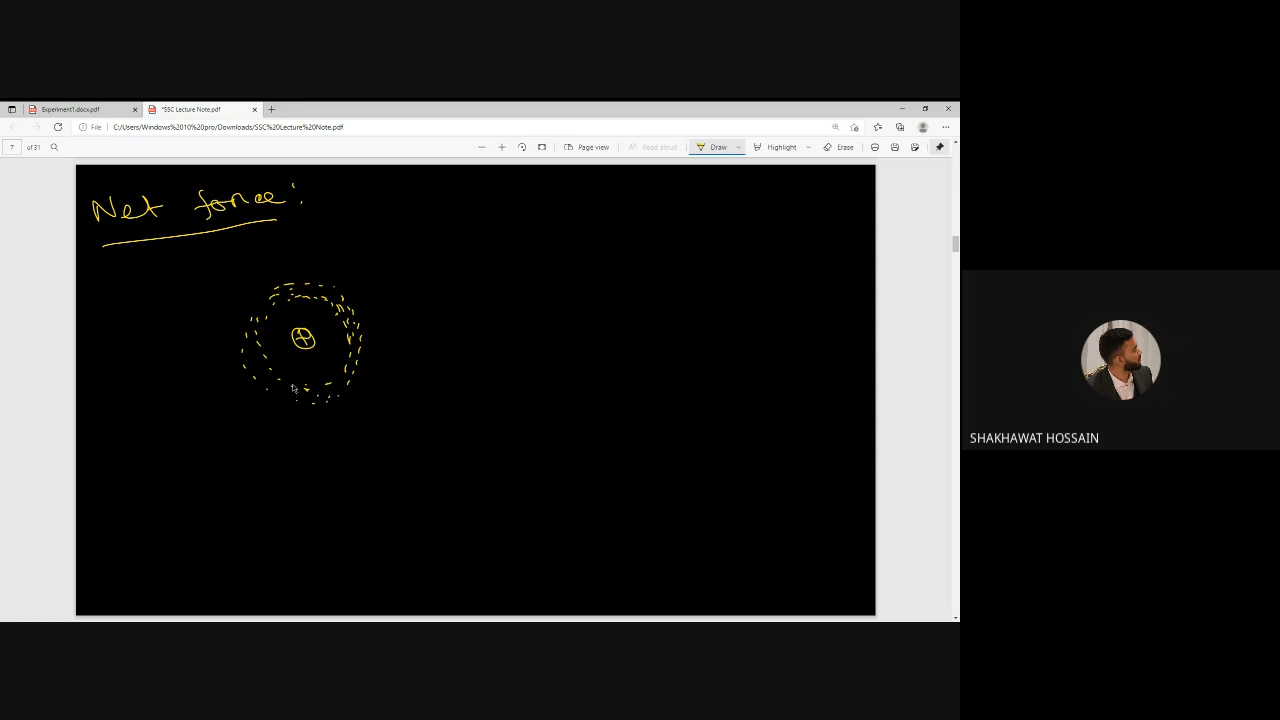 Experiment1.docx.pdf
*SSC Lecture Note.pdf
File C:/Users/Windows%2010%20pro/Downloads/SSC%20Lecture%20Note.pdf
7 of 31 Page view Read aloud Draw Highlight Erase
Net force:
+
SHAKHAWAT HOSSAIN